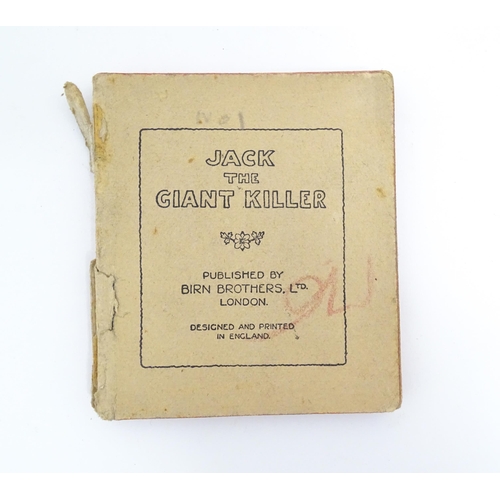 No 1
JACK
THE
GIANT KILLER
PUBLISHED BY
BIRN BROTHERS, LTD.
LONDON.
DESIGNED AND PRINTED
IN ENGLAND.